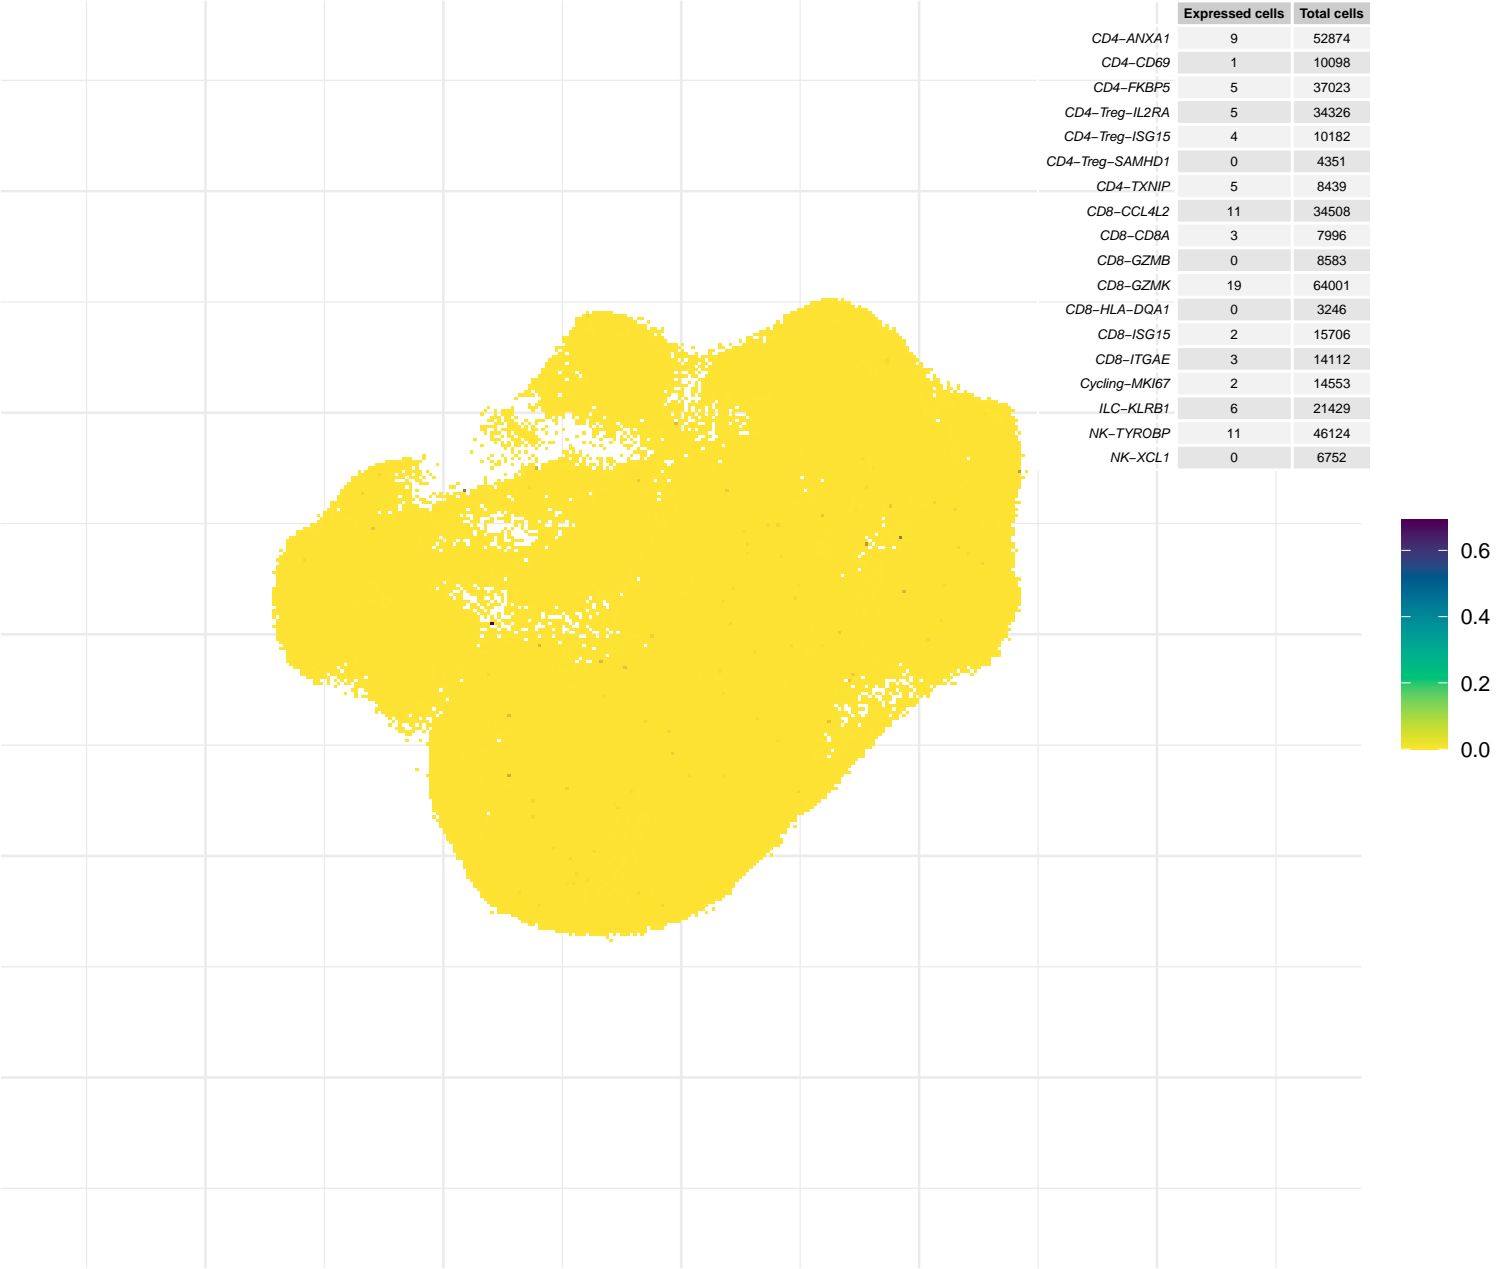 Expressed cells Total cells
CD4−ANXA1 9 52874
CD4−CD69 1 10098
CD4−FKBP5 5 37023
CD4−Treg−IL2RA 5 34326
CD4−Treg−ISG15 4 10182
CD4−Treg−SAMHD1 0 4351
CD4−TXNIP 5 8439
CD8−CCL4L2 11 34508
CD8−CD8A 3 7996
CD8−GZMB 0 8583
CD8−GZMK 19 64001
CD8−HLA−DQA1 0 3246
CD8−ISG15 2 15706
CD8−ITGAE 3 14112
Cycling−MKI67 2 14553
ILC−KLRB1 6 21429
NK−TYROBP 11 46124
NK−XCL1 0 6752
0.6
0.4
0.2
0.0